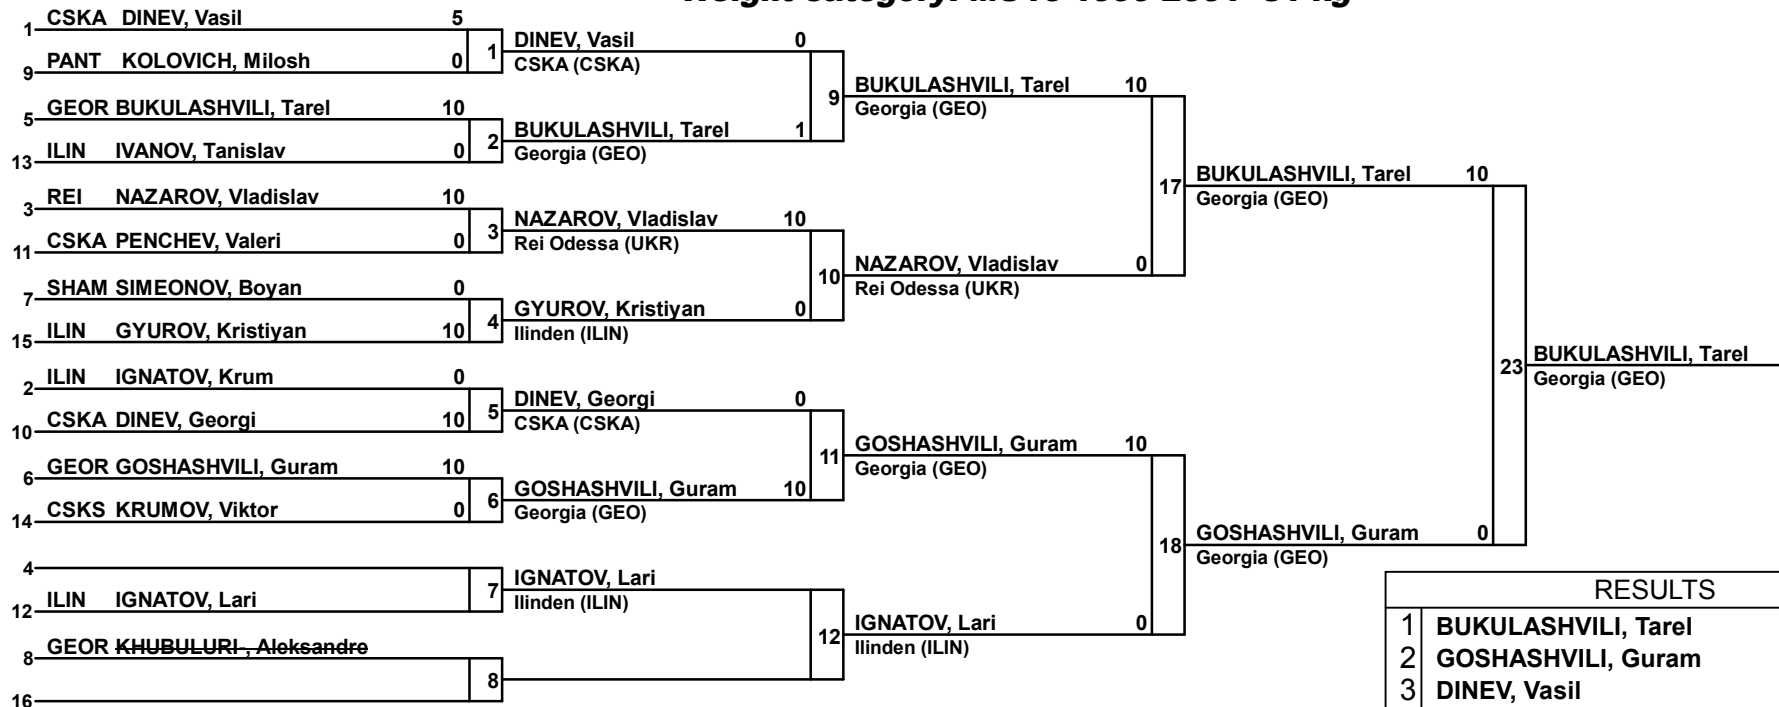 1 CSKA DINEV, Vasil 5
9 PANT KOLOVICH, Milosh 0
1
DINEV, Vasil 0
CSKA (CSKA)
5 GEOR BUKULASHVILI, Tarel 10
13 ILIN IVANOV, Tanislav 0
2
BUKULASHVILI, Tarel 1
Georgia (GEO)
9
BUKULASHVILI, Tarel 10
Georgia (GEO)
3 REI NAZAROV, Vladislav 10
11 CSKA PENCHEV, Valeri 0
3
NAZAROV, Vladislav 10
Rei Odessa (UKR)
7 SHAM SIMEONOV, Boyan 0
15 ILIN GYUROV, Kristiyan 10
4
GYUROV, Kristiyan 0
Ilinden (ILIN)
10
NAZAROV, Vladislav 0
Rei Odessa (UKR)
17
BUKULASHVILI, Tarel 10
Georgia (GEO)
2 ILIN IGNATOV, Krum 0
10 CSKA DINEV, Georgi 10
5
DINEV, Georgi 0
CSKA (CSKA)
6 GEOR GOSHASHVILI, Guram 10
14 CSKS KRUMOV, Viktor 0
6
GOSHASHVILI, Guram 10
Georgia (GEO)
11
GOSHASHVILI, Guram 10
Georgia (GEO)
4
12 ILIN IGNATOV, Lari
7
IGNATOV, Lari
Ilinden (ILIN)
8 GEOR KHUBULURI-, Aleksandre
16
8
12
IGNATOV, Lari 0
Ilinden (ILIN)
18
GOSHASHVILI, Guram 0
Georgia (GEO)
23
BUKULASHVILI, Tarel
Georgia (GEO)
RESULTS
1 BUKULASHVILI, Tarel
2 GOSHASHVILI, Guram
3 DINEV, Vasil